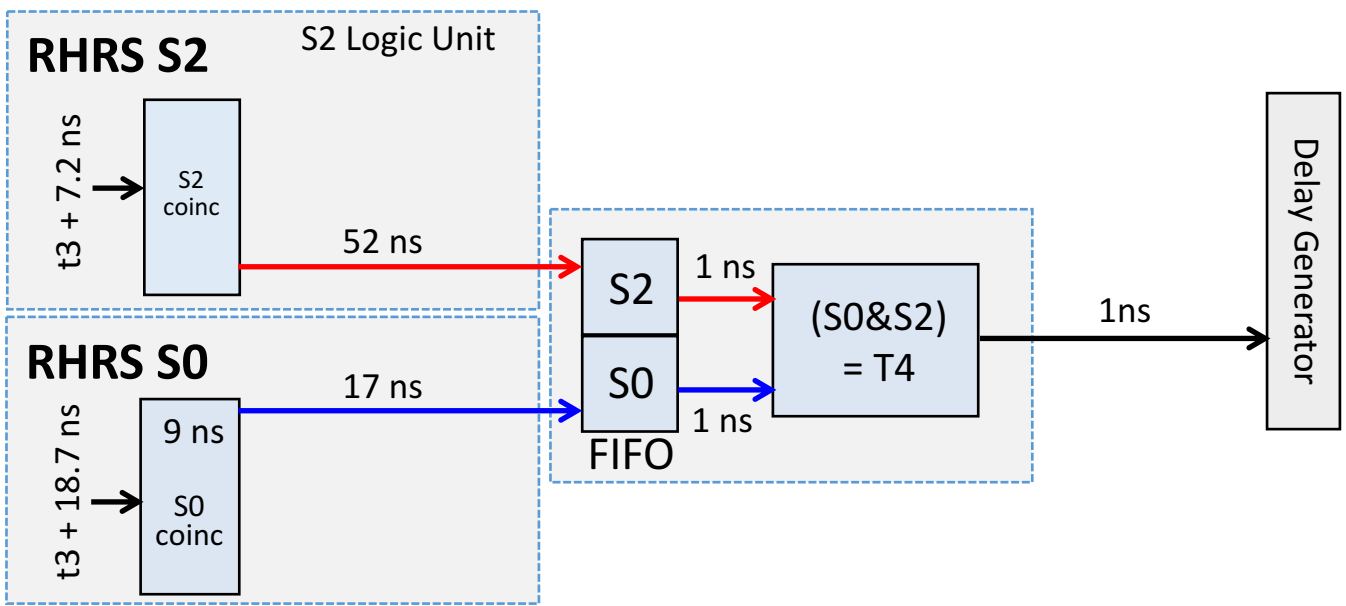 S2 Logic Unit
RHRS S2
t3 + 7.2 ns
S2
coinc
52 ns
RHRS S0
t3 + 18.7 ns
9 ns
S0
coinc
17 ns
S2
S0
FIFO
1 ns
1 ns
(S0&S2)
= T4
1ns
Delay Generator